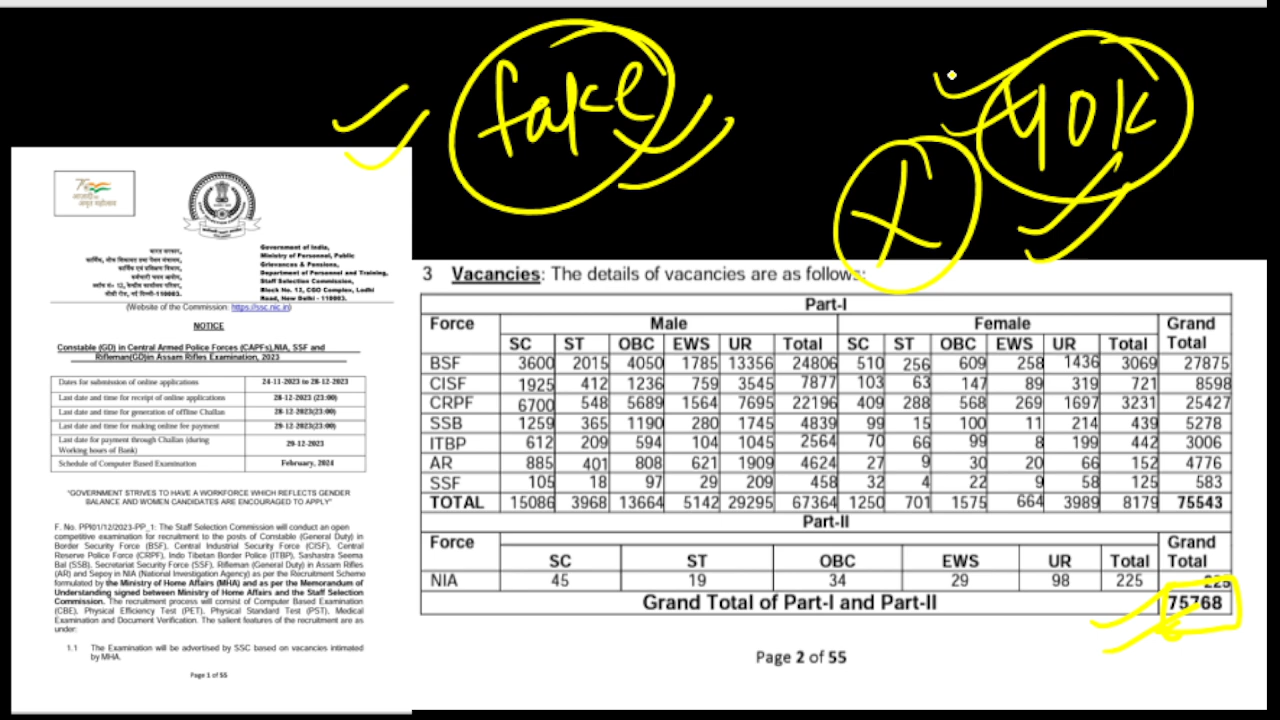 fake
40k
X
भारत सरकार,
कार्मिक, लोक शिकायत तथा पेंशन मंत्रालय,
कार्मिक एवं प्रशिक्षण विभाग,
कर्मचारी चयन आयोग,
Government of India,
Ministry of Personnel, Public
Grievances & Pensions,
Department of Personnel and Training,
Staff Selection Commission,
Block No. 12, CGO Complex, Lodhi
Road, New Delhi - 110003.
(Website of the Commission: https://ssc.nic.in)
NOTICE
Constable (GD) in Central Armed Police Forces (CAPFs),NIA, SSF and
Rifleman(GD)in Assam Rifles Examination, 2023
Dates for submission of online applications 24-11-2023 to 28-12-2023
Last date and time for receipt of online applications 28-12-2023 (23:00)
Last date and time for generation of offline Challan 28-12-2023(23:00)
Last date and time for making online for payment 29-12-2023(23:00)
Last date for payment through Challan (during
Working hours of Bank) 29-12-2023
Schedule of Computer Based Examination February, 2024
"GOVERNMENT STRIVES TO HAVE A WORKFORCE WHICH REFLECTS GENDER
BALANCE AND WOMEN CANDIDATES ARE ENCOURAGED TO APPLY"
F. No. PPI01/12/2023-PP_1: The Staff Selection Commission will conduct an open
competitive examination for recruitment to the posts of Constable (General Duty) in
Border Security Force (BSF), Central Industrial Security Force (CISF), Central
Reserve Police Force (CRPF), Indo Tibetan Border Police (ITBP), Sashastra Seema
Bal (SSB), Secretariat Security Force (SSF), Rifleman (General Duty) in Assam Rifles
(AR) and Sepoy in NIA (National Investigation Agency) as per the Recruitment Scheme
formulated by the Ministry of Home Affairs (MHA) and as per the Memorandum of
Understanding signed between Ministry of Home Affairs and the Staff Selection
Commission. The recruitment process will consist of Computer Based Examination
(CBE), Physical Efficiency Test (PET), Physical Standard Test (PST), Medical
Examination and Document Verification. The salient features of the recruitment are as
under:
1.1 The Examination will be advertised by SSC based on vacancies intimated
by MHA.
Page 1 of 55
3 Vacancies: The details of vacancies are as follows:
Part-I
Force Male Female Grand Total
SC ST OBC EWS UR Total SC ST OBC EWS UR Total
BSF 3600 2015 4050 1785 13356 24806 510 256 609 258 1436 3069 27875
CISF 1925 412 1236 759 3545 7877 103 63 147 89 319 721 8598
CRPF 6700 548 5689 1564 7695 22196 409 288 568 269 1697 3231 25427
SSB 1259 365 1190 280 1745 4839 99 15 100 11 214 439 5278
ITBP 612 209 594 104 1045 2564 70 66 99 8 199 442 3006
AR 885 401 808 621 1909 4624 27 9 30 20 66 152 4776
SSF 105 18 97 29 209 458 32 4 22 9 58 125 583
TOTAL 15086 3968 13664 5142 29295 67364 1250 701 1575 664 3989 8179 75543
Part-II
Force SC ST OBC EWS UR Total Grand Total
NIA 45 19 34 29 98 225 225
Grand Total of Part-I and Part-II 75768
Page 2 of 55